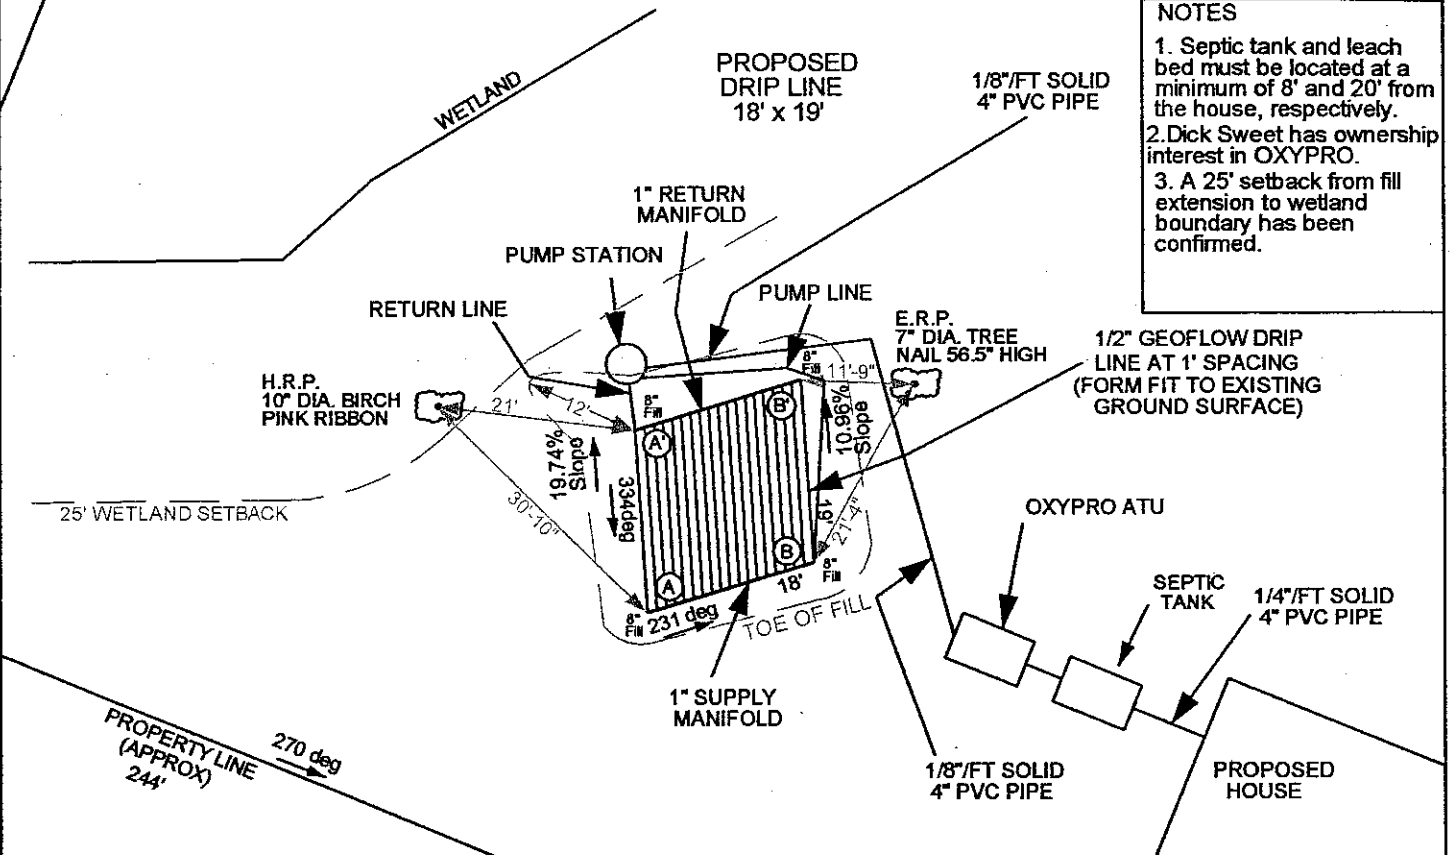 NOTES
1. Septic tank and leach
bed must be located at a
minimum of 8' and 20' from
the house, respectively.
2.Dick Sweet has ownership
interest in OXYPRO.
3. A 25' setback from fill
extension to wetland
boundary has been
confirmed.
WETLAND
PROPOSED
DRIP LINE
18' x 19'
1/8"/FT SOLID
4" PVC PIPE
1" RETURN
MANIFOLD
PUMP STATION
RETURN LINE
PUMP LINE
E.R.P.
7" DIA. TREE
NAIL 56.5" HIGH
1/2" GEOFLOW DRIP
LINE AT 1' SPACING
(FORM FIT TO EXISTING
GROUND SURFACE)
H.R.P.
10" DIA. BIRCH
PINK RIBBON
21'
12'
8"
Fill
8"
Fill
11'-9"
A'
B'
19.74%
Slope
10.96%
Slope
334deg
30'-10"
19'
21'-4"
25' WETLAND SETBACK
A
B
8"
Fill
18'
8"
Fill
231 deg
TOE OF FILL
OXYPRO ATU
SEPTIC
TANK
1/4"/FT SOLID
4" PVC PIPE
1" SUPPLY
MANIFOLD
PROPERTY LINE
(APPROX)
244'
270 deg
1/8"/FT SOLID
4" PVC PIPE
PROPOSED
HOUSE